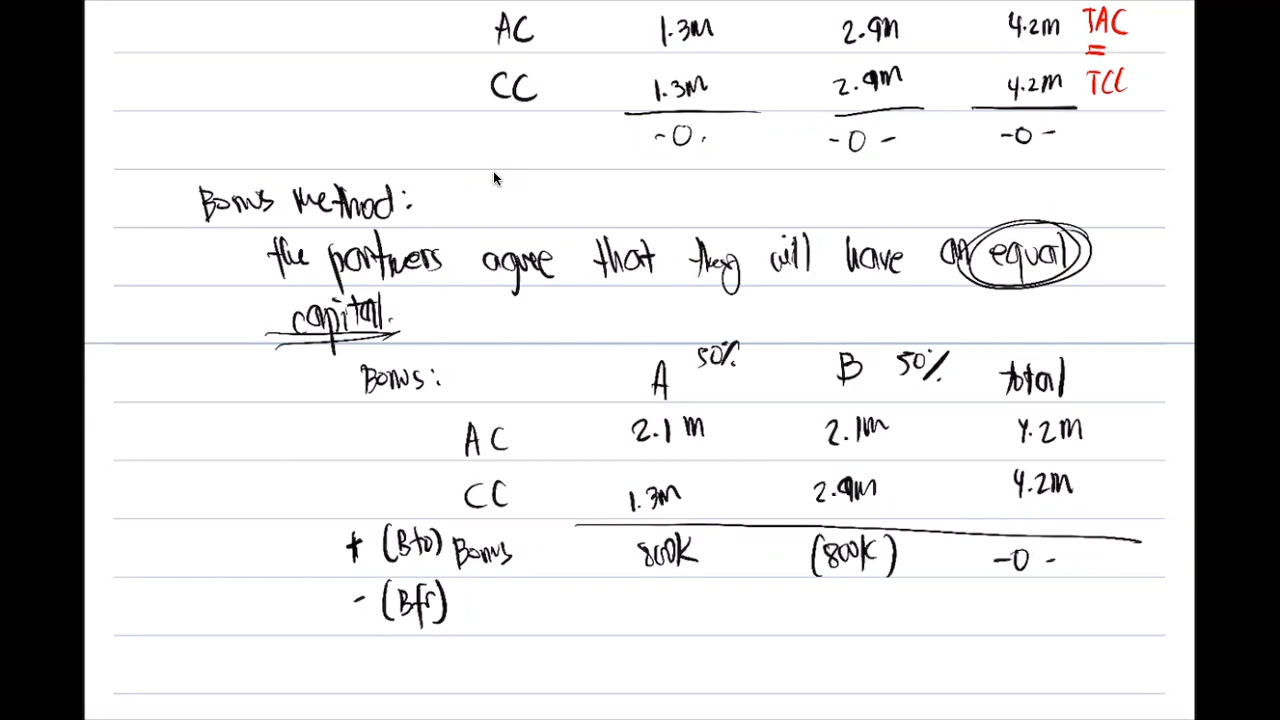 AC 1.3M 2.9M 4.2M TAC
=
CC 1.3M 2.9M 4.2M TCC
-0- -0- -0-
Bonus Method:
the partners agree that they will have an equal
capital.
Bonus: A 50% B 50% total
AC 2.1M 2.1M 4.2M
CC 1.3M 2.9M 4.2M
+ (Bto) Bonus 800K (800K) -0-
- (Bfr)